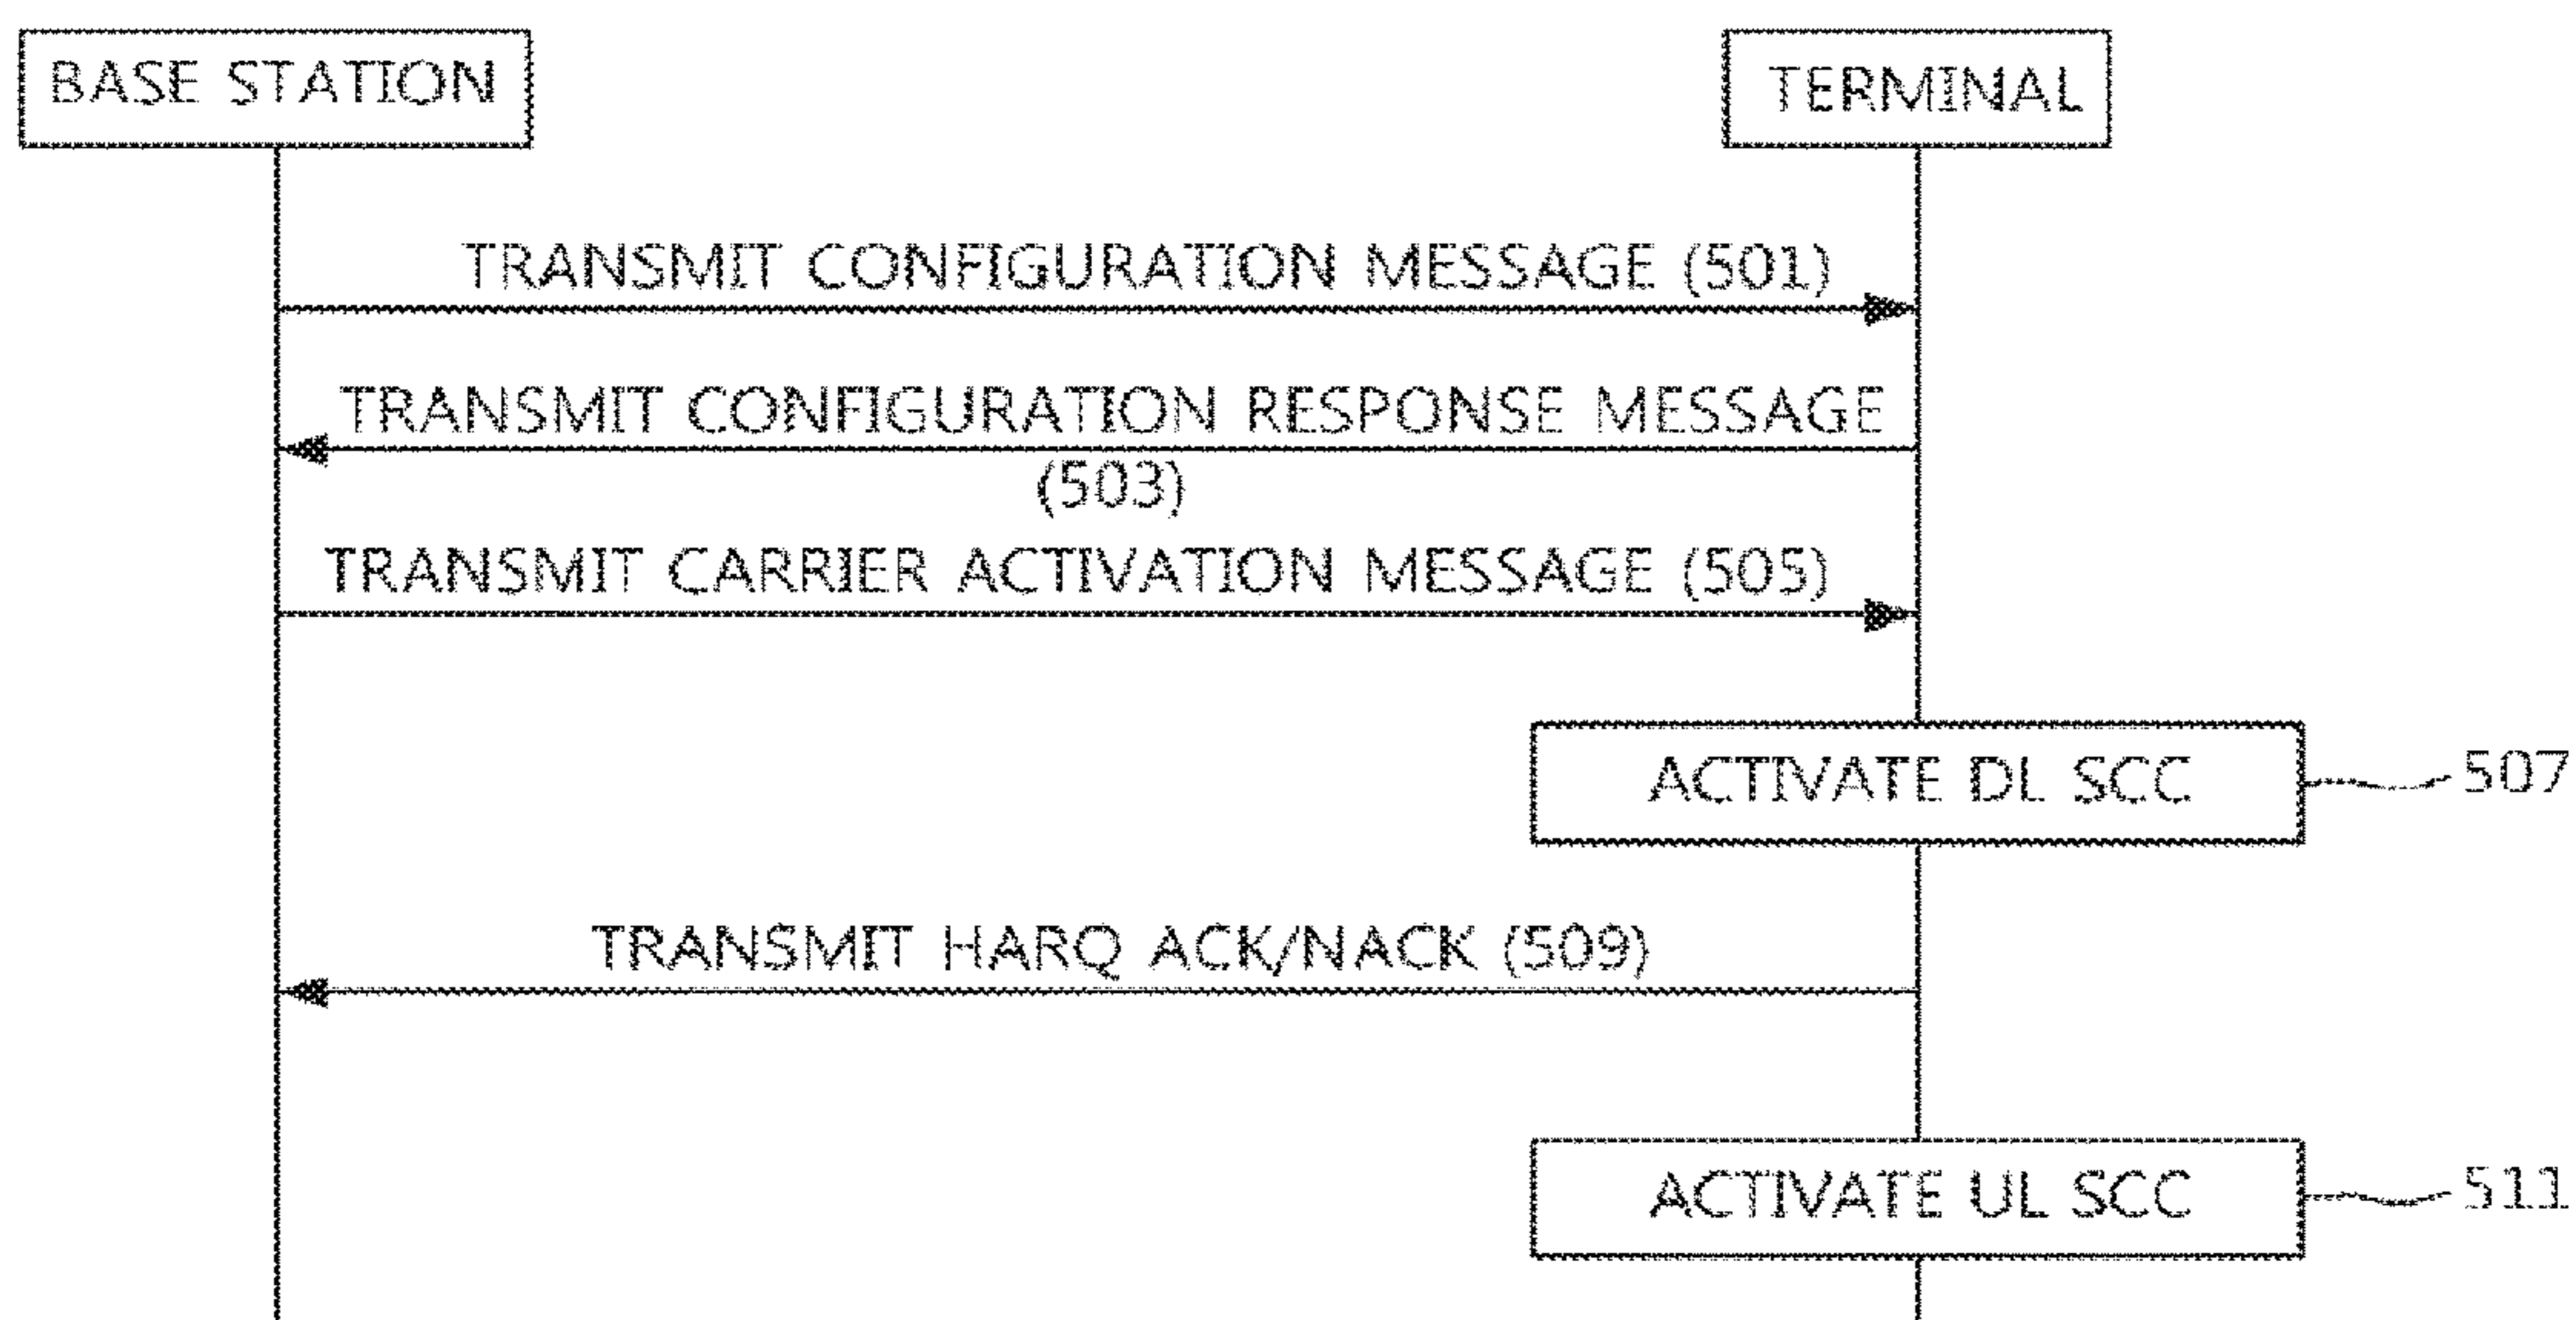 BASE STATION
TERMINAL
TRANSMIT CONFIGURATION MESSAGE (501)
TRANSMIT CONFIGURATION RESPONSE MESSAGE
(503)
TRANSMIT CARRIER ACTIVATION MESSAGE (505)
ACTIVATE DL SCC
507
TRANSMIT HARQ ACK/NACK (509)
ACTIVATE UL SCC
511